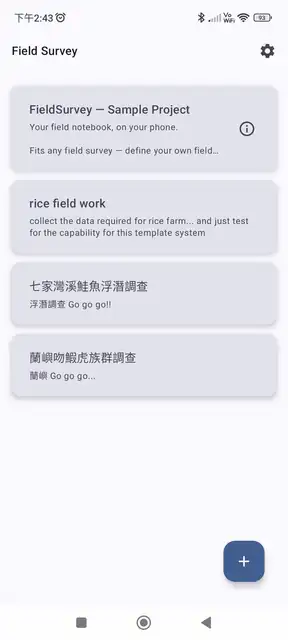 下午2:43
Vo
WiFi
93
Field Survey
FieldSurvey — Sample Project
Your field notebook, on your phone.
Fits any field survey — define your own field…
rice field work
collect the data required for rice farm... and just test
for the capability for this template system
七家灣溪鮭魚浮潛調查
浮潛調查 Go go go!!
蘭嶼吻鰕虎族群調查
蘭嶼 Go go go...